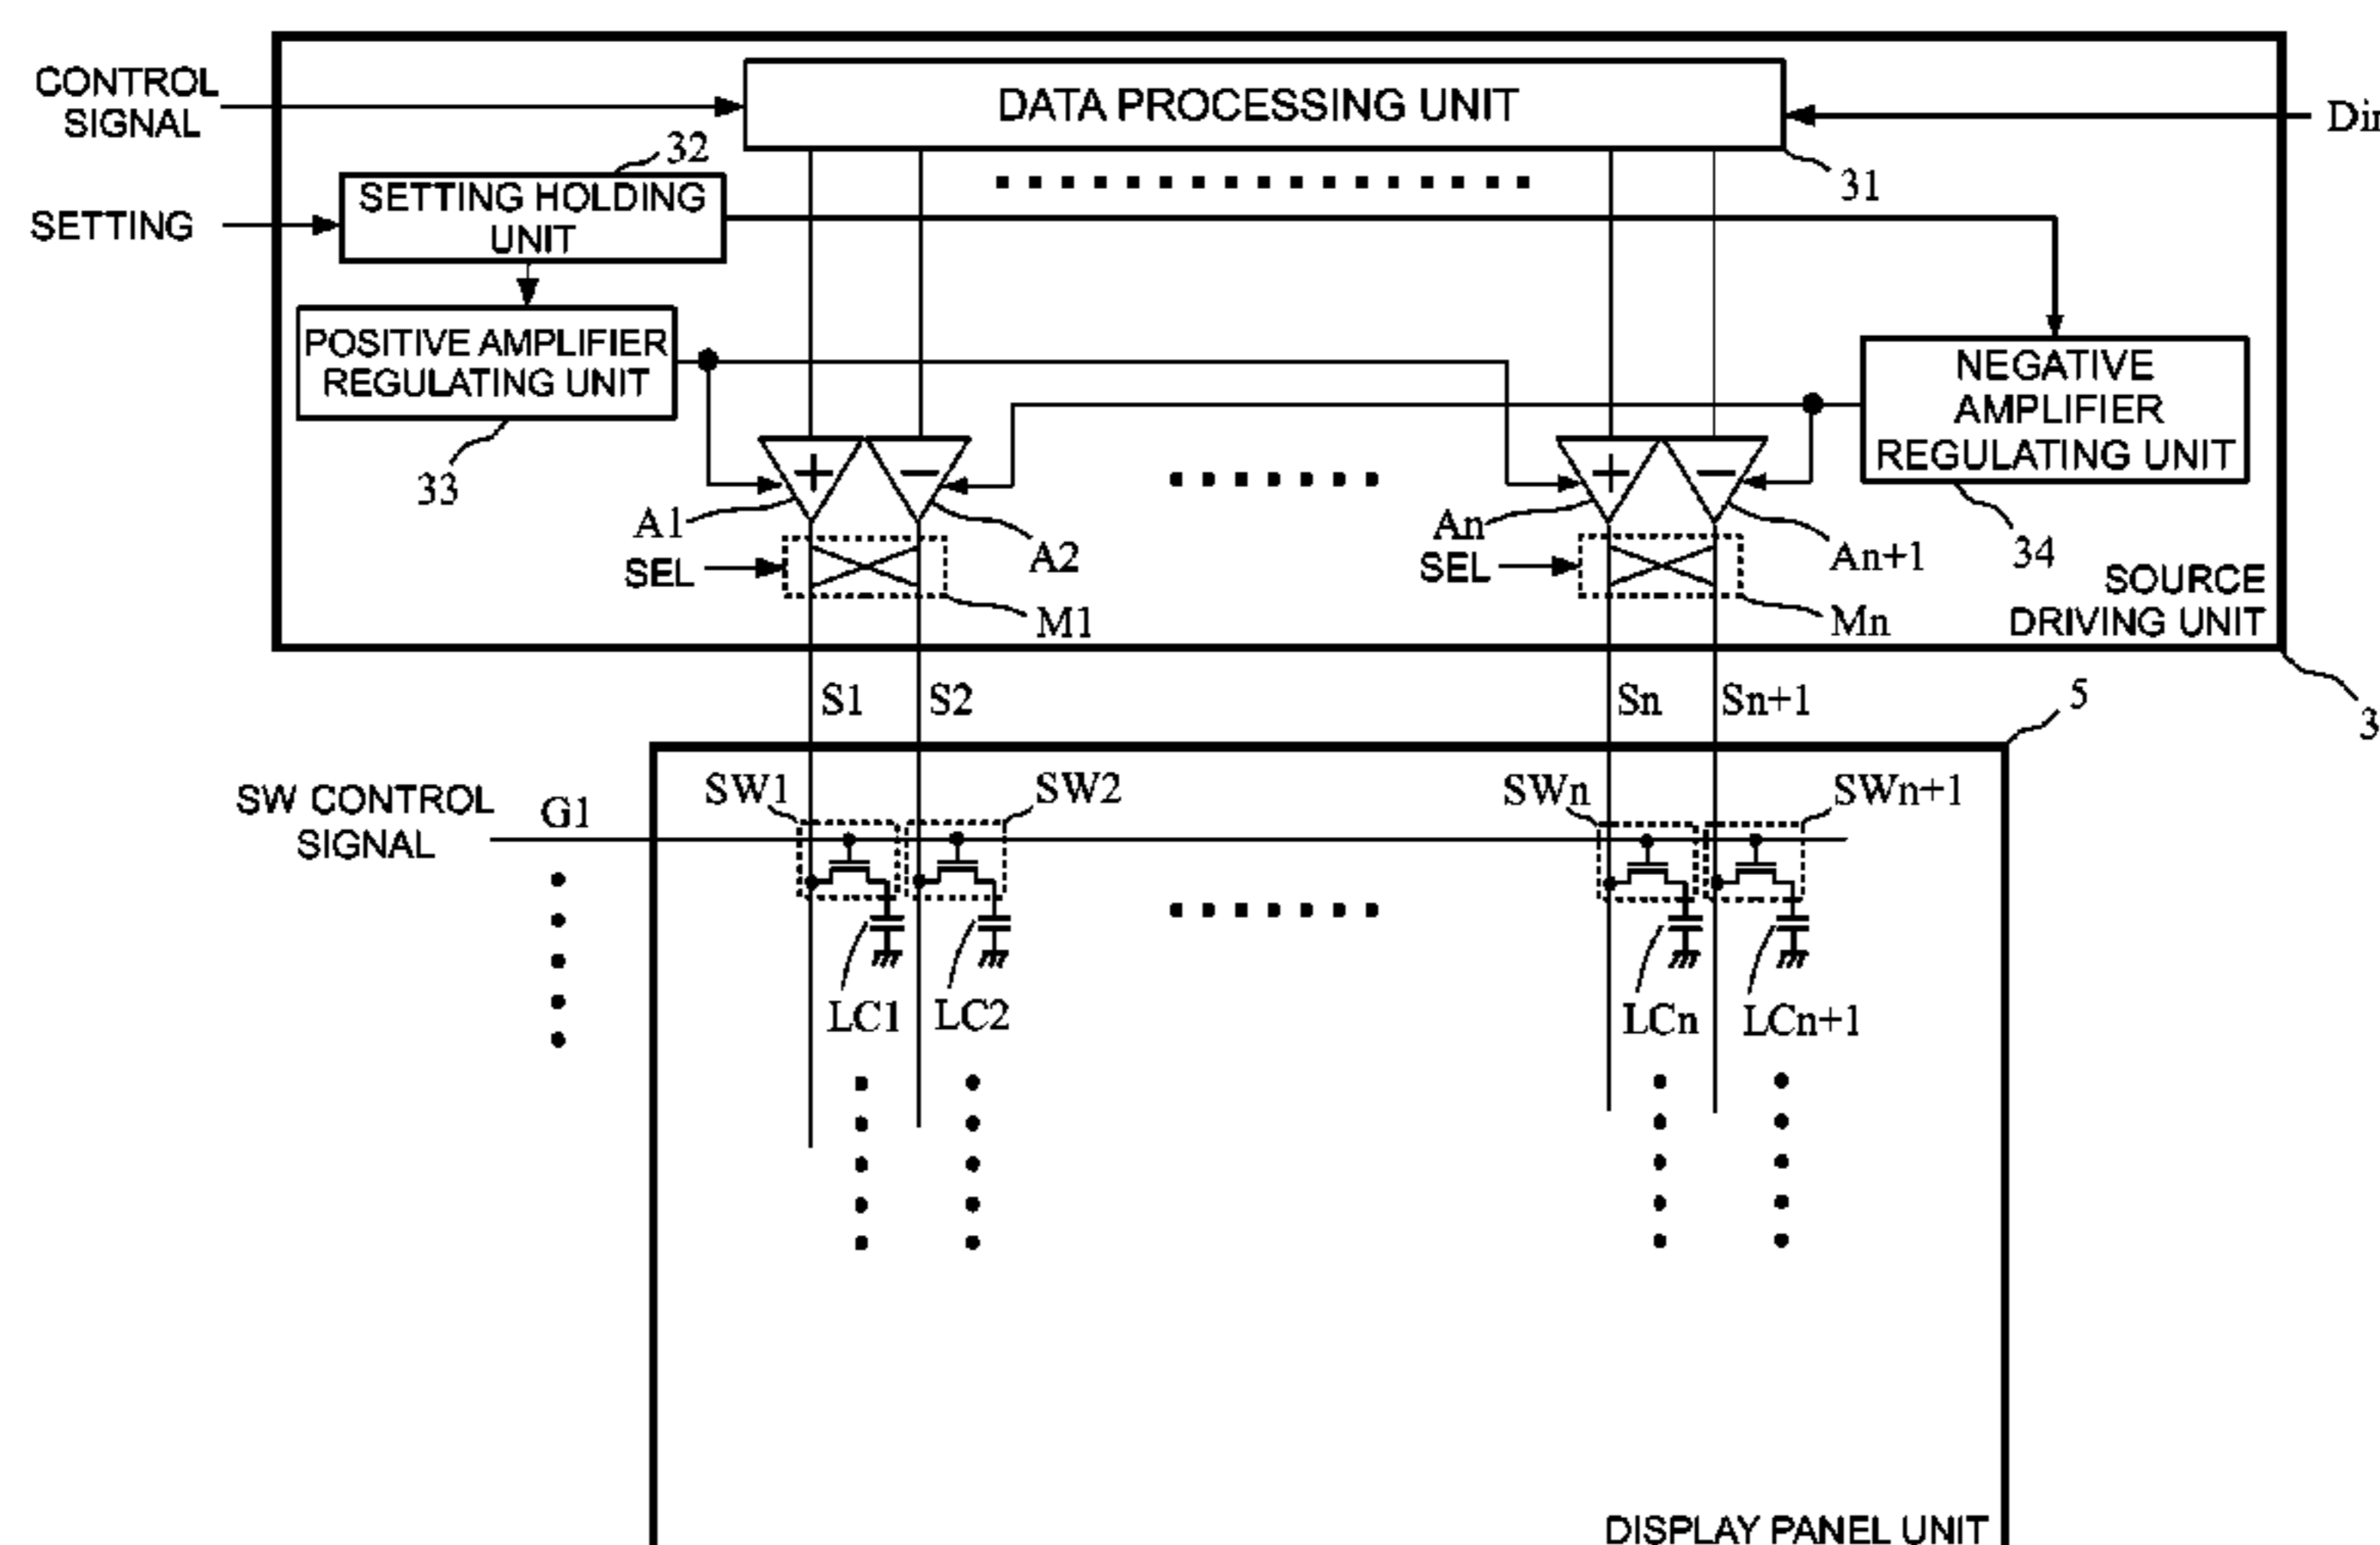 CONTROL
SIGNAL
DATA PROCESSING UNIT
31
32
SETTING
SETTING HOLDING
UNIT
POSITIVE AMPLIFIER
REGULATING UNIT
33
NEGATIVE
AMPLIFIER
REGULATING UNIT
34
+
−
+
−
A1
A2
An
An+1
SEL
M1
SEL
Mn
SOURCE
DRIVING UNIT
3
S1
S2
Sn
Sn+1
5
SW CONTROL
SIGNAL
G1
SW1
SW2
SWn
SWn+1
LC1
LC2
LCn
LCn+1
DISPLAY PANEL UNIT